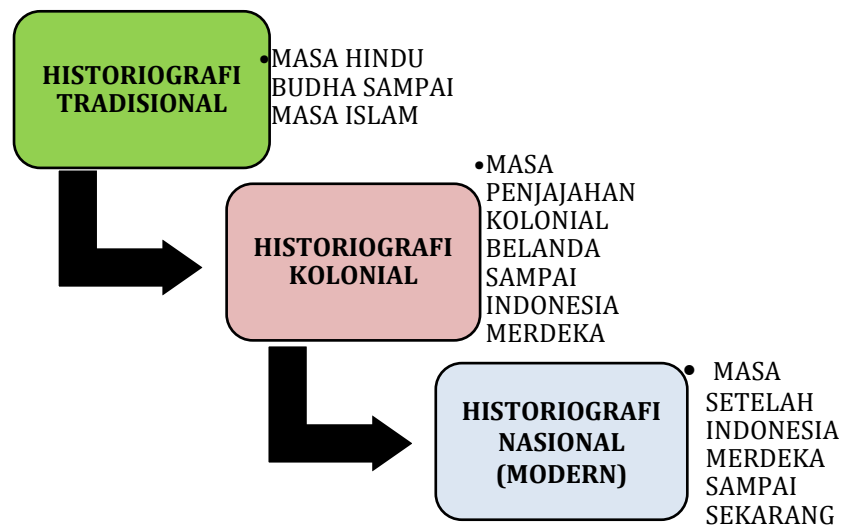 HISTORIOGRAFI
TRADISIONAL
•MASA HINDU
BUDHA SAMPAI
MASA ISLAM
HISTORIOGRAFI
KOLONIAL
•MASA
PENJAJAHAN
KOLONIAL
BELANDA
SAMPAI
INDONESIA
MERDEKA
HISTORIOGRAFI
NASIONAL
(MODERN)
• MASA
SETELAH
INDONESIA
MERDEKA
SAMPAI
SEKARANG